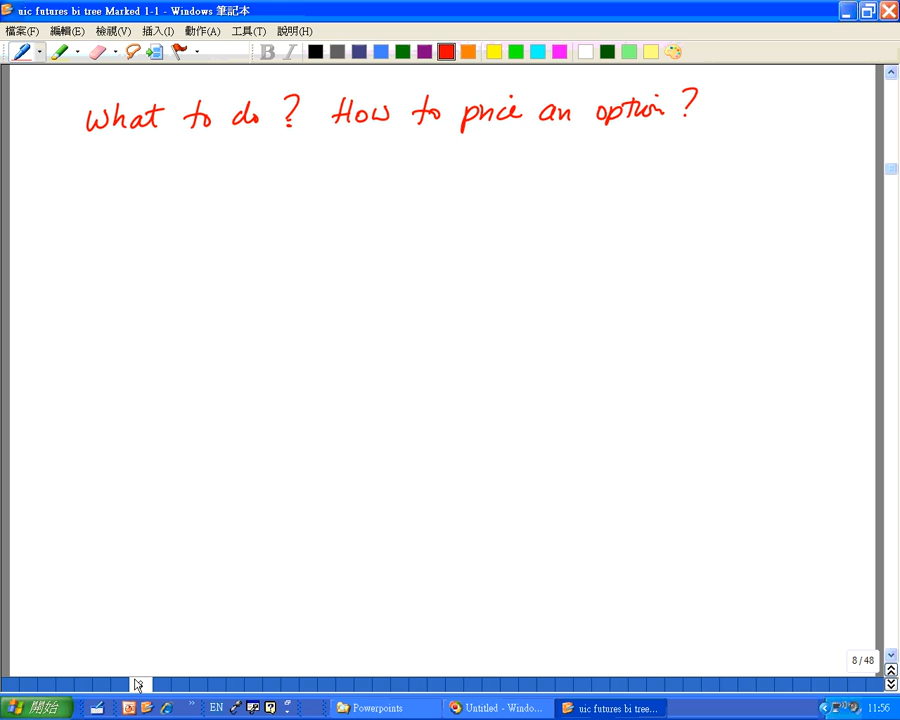 uic futures bi tree Marked 1-1 - Windows 筆記本
檔案(F) 編輯(E) 檢視(V) 插入(I) 動作(A) 工具(T) 說明(H)
B I
What to do? How to price an option?
8 / 48
開始 EN Powerpoints Untitled - Windo... uic futures bi tree... 11:56